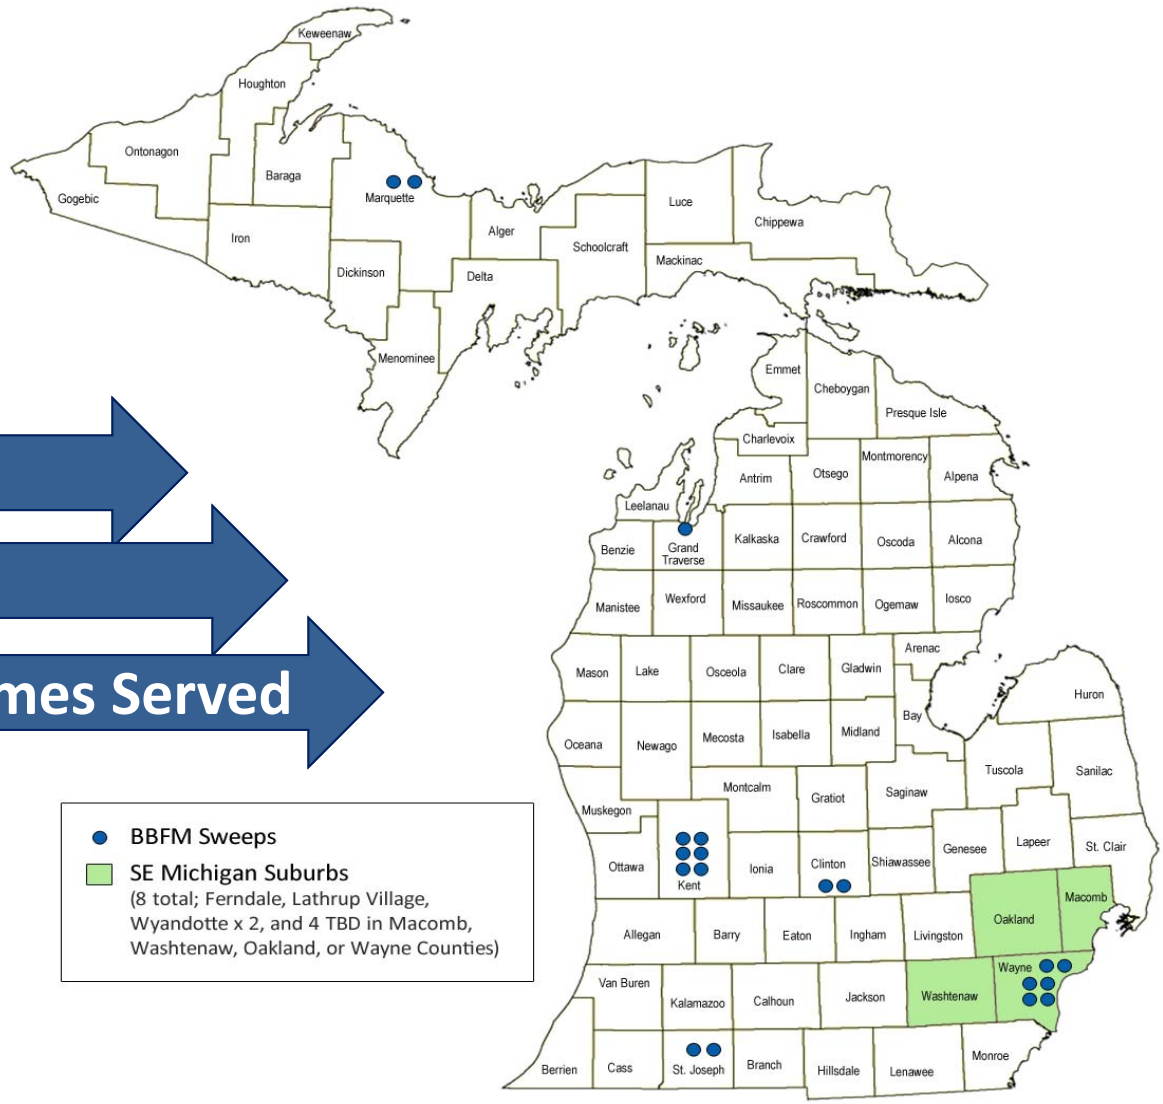 Keweenaw
Houghton
Ontonagon
Baraga
Gogebic
Marquette
Iron
Alger
Luce
Chippewa
Schoolcraft
Mackinac
Dickinson
Delta
Menominee
Emmet
Cheboygan
Presque Isle
Charlevoix
Antrim
Otsego
Montmorency
Alpena
Leelanau
Benzie
Grand
Traverse
Kalkaska
Crawford
Oscoda
Alcona
Manistee
Wexford
Missaukee
Roscommon
Ogemaw
Iosco
mes Served
Mason
Lake
Osceola
Clare
Gladwin
Arenac
Huron
Oceana
Newago
Mecosta
Isabella
Midland
Bay
Tuscola
Sanilac
Muskegon
Montcalm
Gratiot
Saginaw
Ottawa
Kent
Ionia
Clinton
Shiawassee
Genesee
Lapeer
St. Clair
Allegan
Barry
Eaton
Ingham
Livingston
Oakland
Macomb
Van Buren
Kalamazoo
Calhoun
Jackson
Washtenaw
Wayne
Berrien
Cass
St. Joseph
Branch
Hillsdale
Lenawee
Monroe
BBFM Sweeps
SE Michigan Suburbs
(8 total; Ferndale, Lathrup Village,
Wyandotte x 2, and 4 TBD in Macomb,
Washtenaw, Oakland, or Wayne Counties)